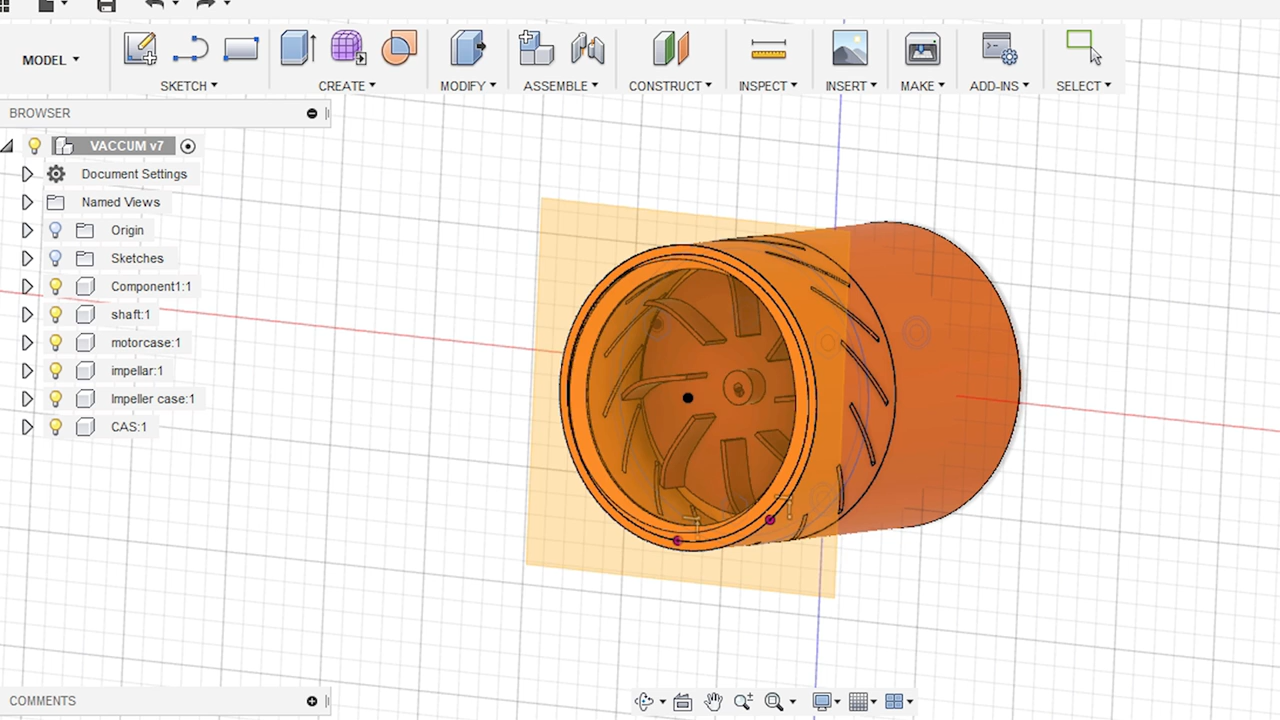 MODEL
SKETCH
CREATE
MODIFY
ASSEMBLE
CONSTRUCT
INSPECT
INSERT
MAKE
ADD-INS
SELECT
BROWSER
VACCUM v7
Document Settings
Named Views
Origin
Sketches
Component1:1
shaft:1
motorcase:1
impellar:1
Impeller case:1
CAS:1
COMMENTS